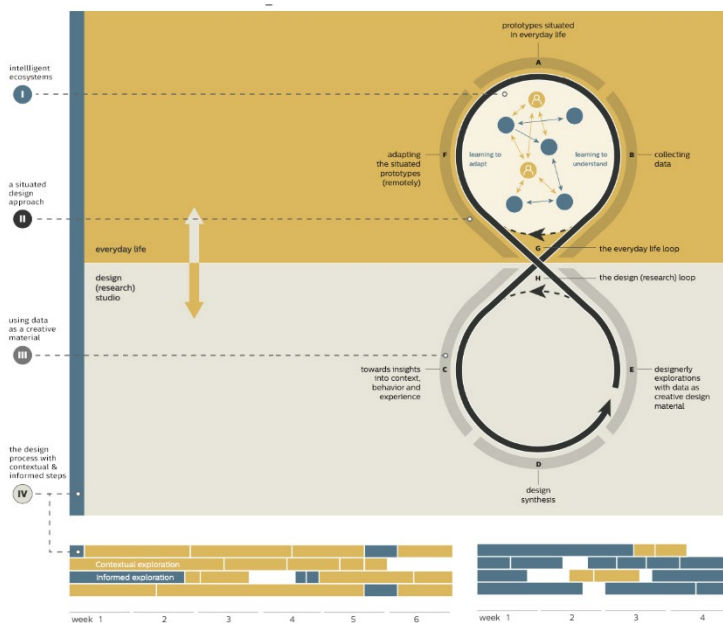 intelligent
ecosystems
I
a situated
design
approach
II
using data
as a creative
material
III
the design
process with
contextual &
informed steps
IV
everyday life
design
(research)
studio
prototypes situated
in everyday life
A
learning to
adapt
learning to
understand
F
adapting
the situated
prototypes
(remotely)
B
collecting
data
G
the everyday life loop
H
the design (research) loop
C
towards insights
into context,
behavior and
experience
E
designerly
explorations
with data as
creative design
material
D
design
synthesis
Contextual exploration
Informed exploration
week 1 2 3 4 5 6
week 1 2 3 4